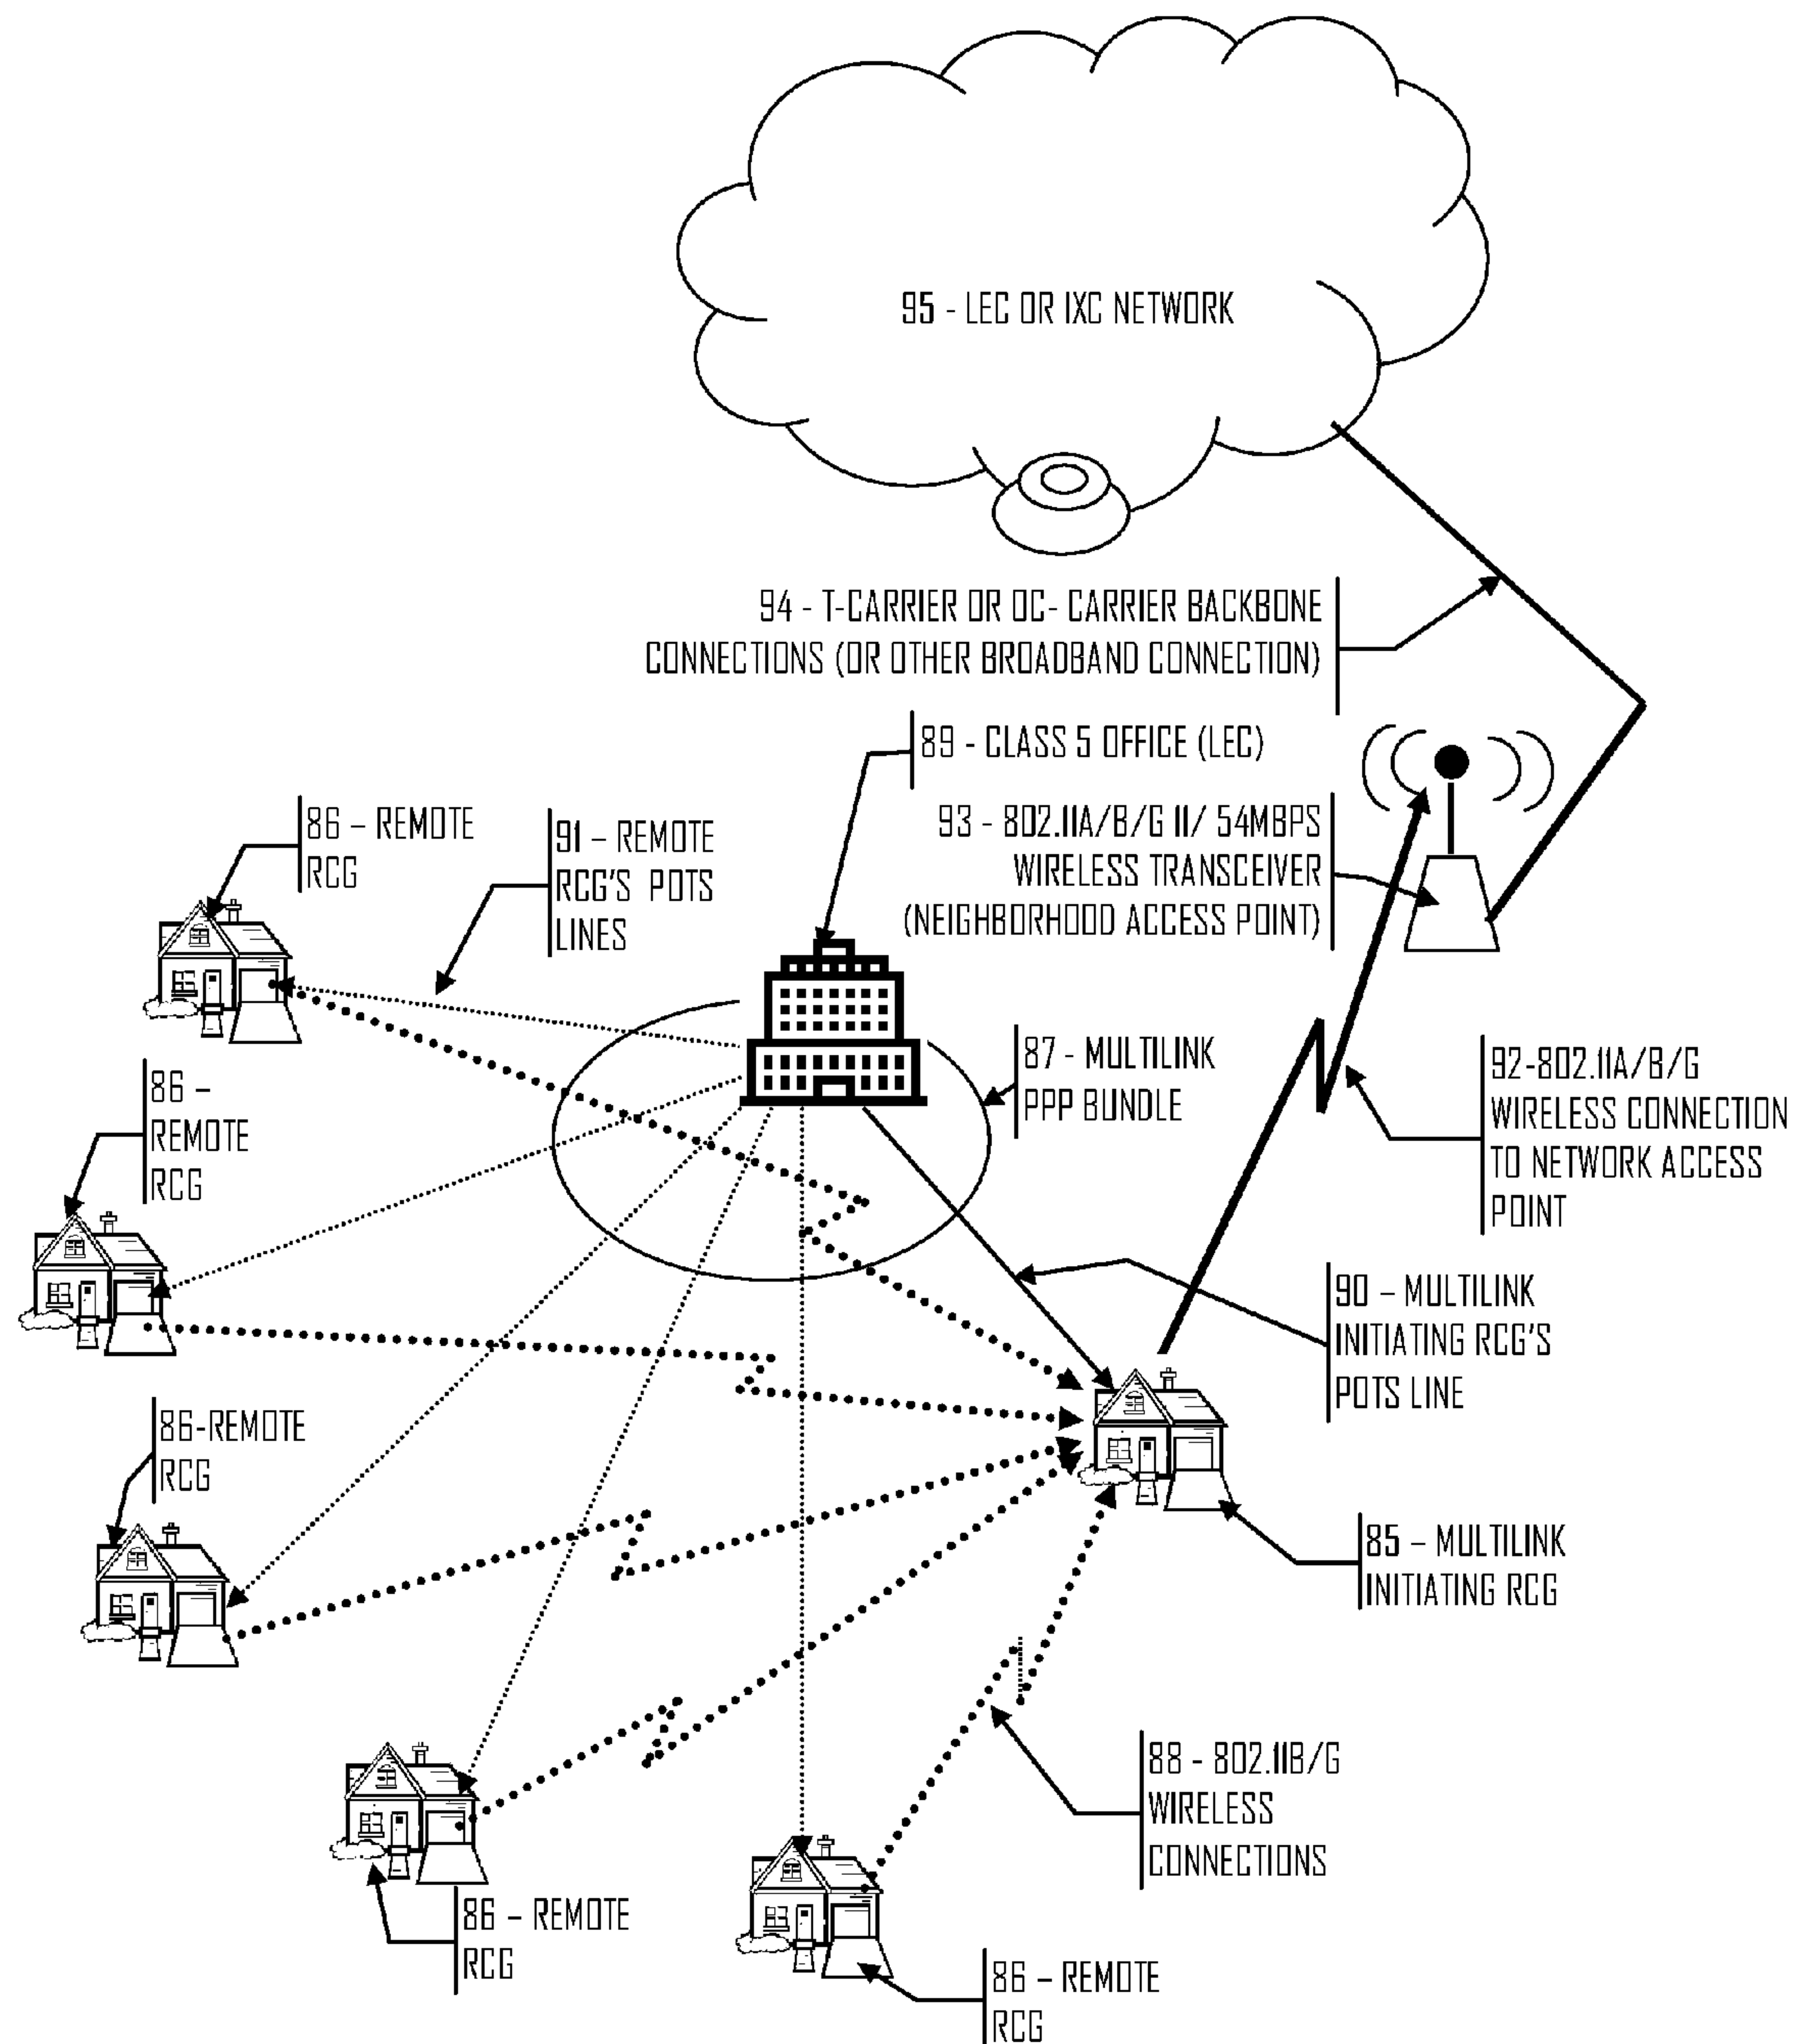 95 - LEC OR IXC NETWORK
94 - T-CARRIER OR OC- CARRIER BACKBONE
CONNECTIONS (OR OTHER BROADBAND CONNECTION)
89 - CLASS 5 OFFICE (LEC)
93 - 802.11A/B/G 11/ 54MBPS
WIRELESS TRANSCEIVER
(NEIGHBORHOOD ACCESS POINT)
86 – REMOTE
RCG
91 – REMOTE
RCG'S POTS
LINES
87 - MULTILINK
PPP BUNDLE
92-802.11A/B/G
WIRELESS CONNECTION
TO NETWORK ACCESS
POINT
86 –
REMOTE
RCG
90 – MULTILINK
INITIATING RCG'S
POTS LINE
86-REMOTE
RCG
85 – MULTILINK
INITIATING RCG
88 - 802.11B/G
WIRELESS
CONNECTIONS
86 – REMOTE
RCG
86 – REMOTE
RCG